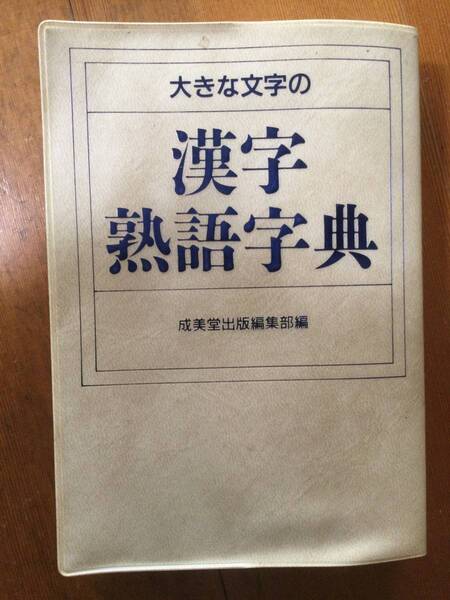 大きな文字の
漢字
熟語字典
成美堂出版編集部編